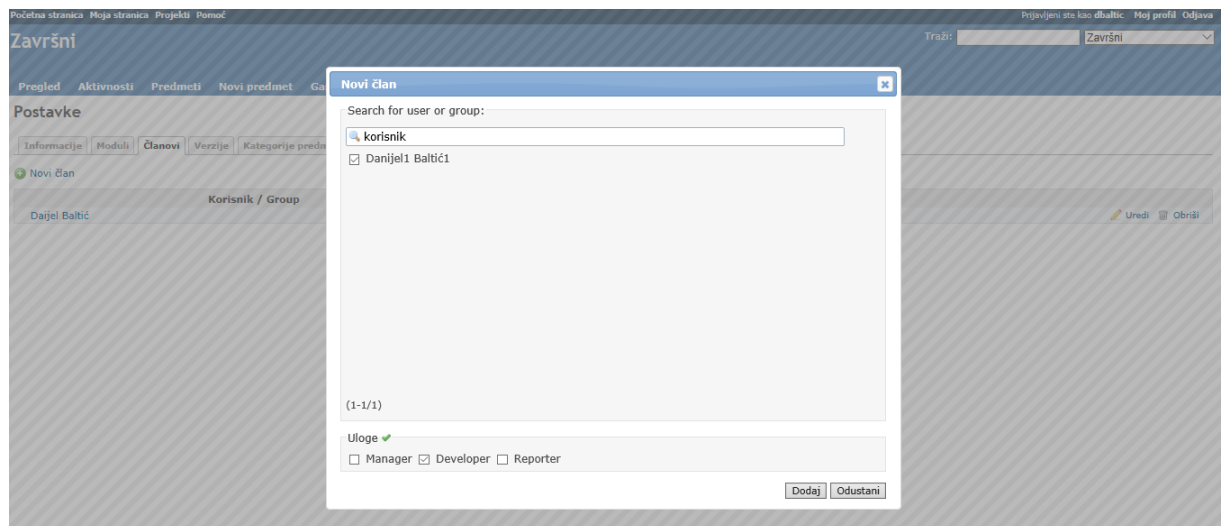 Početna stranica Moja stranica Projekti Pomoć
Prijavljeni ste kao dbaltic Moj profil Odjava
Završni
Traži:
Završni
Pregled Aktivnosti Predmeti Novi predmet Ga
Novi član
Postavke
Search for user or group:
Informacije Moduli Članovi Verzije Kategorije predm
korisnik
Danijel1 Baltić1
Novi član
Korisnik / Group
Daijel Baltić
Uredi Obriši
(1-1/1)
Uloge
Manager Developer Reporter
Dodaj Odustani